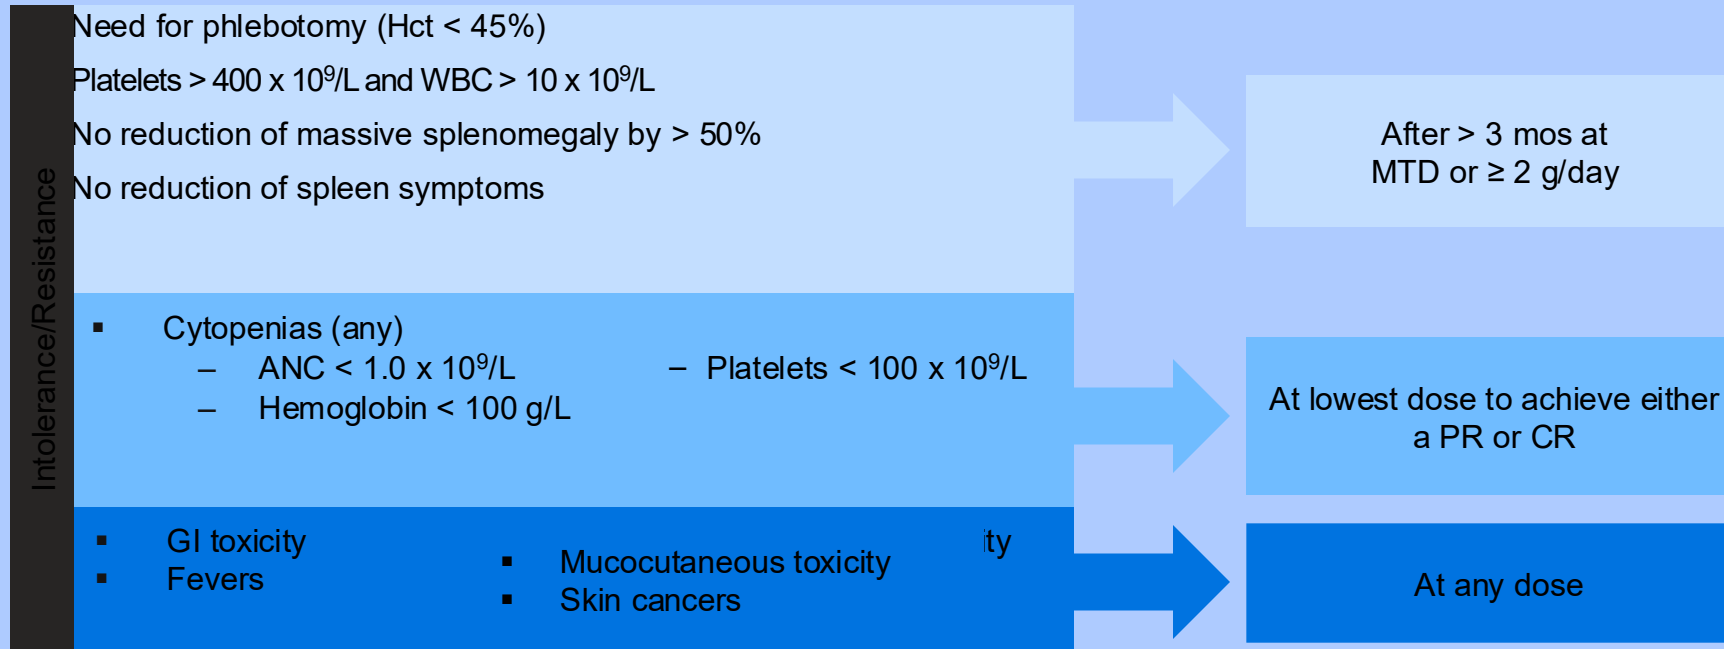 Intolerance/Resistance
Need for phlebotomy (Hct < 45%)
Platelets > 400 x 10⁹/L and WBC > 10 x 10⁹/L
No reduction of massive splenomegaly by > 50%
No reduction of spleen symptoms
After > 3 mos at
MTD or ≥ 2 g/day
▪ Cytopenias (any)
– ANC < 1.0 x 10⁹/L – Platelets < 100 x 10⁹/L
– Hemoglobin < 100 g/L
At lowest dose to achieve either
a PR or CR
▪ GI toxicity
▪ Fevers
▪ Mucocutaneous toxicity
▪ Skin cancers
At any dose